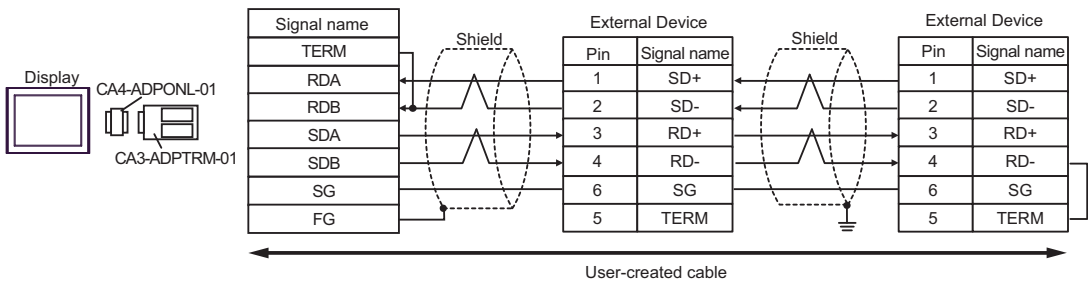 Display
CA4-ADPONL-01
CA3-ADPTRM-01
Signal name
TERM
RDA
RDB
SDA
SDB
SG
FG
Shield
External Device
Pin Signal name
1 SD+
2 SD-
3 RD+
4 RD-
6 SG
5 TERM
Shield
External Device
Pin Signal name
1 SD+
2 SD-
3 RD+
4 RD-
6 SG
5 TERM
User-created cable